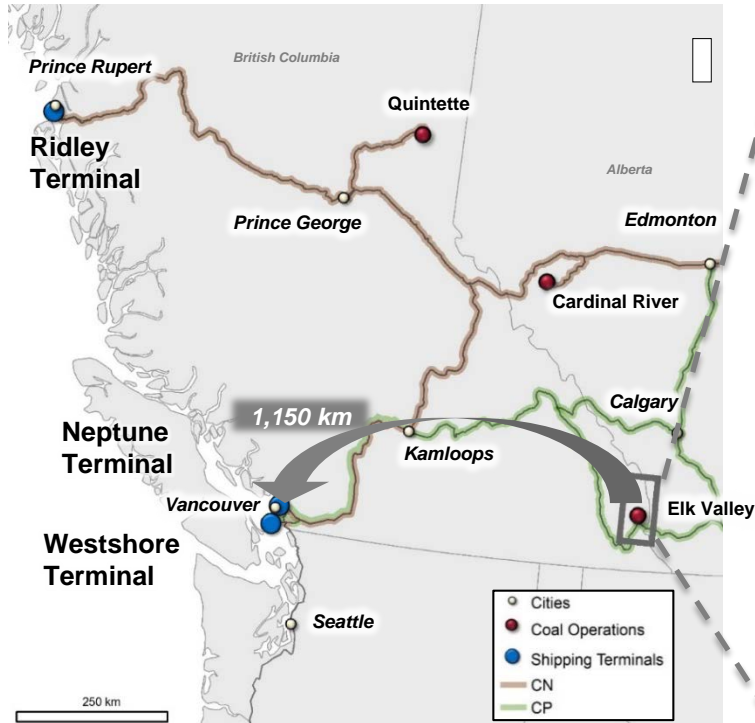 Prince Rupert
British Columbia
Quintette
Ridley
Terminal
Alberta
Prince George
Edmonton
Cardinal River
1,150 km
Calgary
Neptune
Terminal
Kamloops
Vancouver
Elk Valley
Westshore
Terminal
Seattle
Cities
Coal Operations
Shipping Terminals
CN
CP
250 km